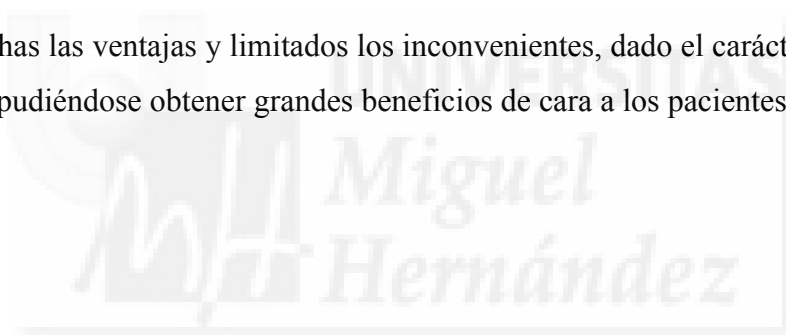 has las ventajas y limitados los inconvenientes, dado el caráct
pudiéndose obtener grandes beneficios de cara a los pacientes
UNIVERSITAS
Miguel
Hernández